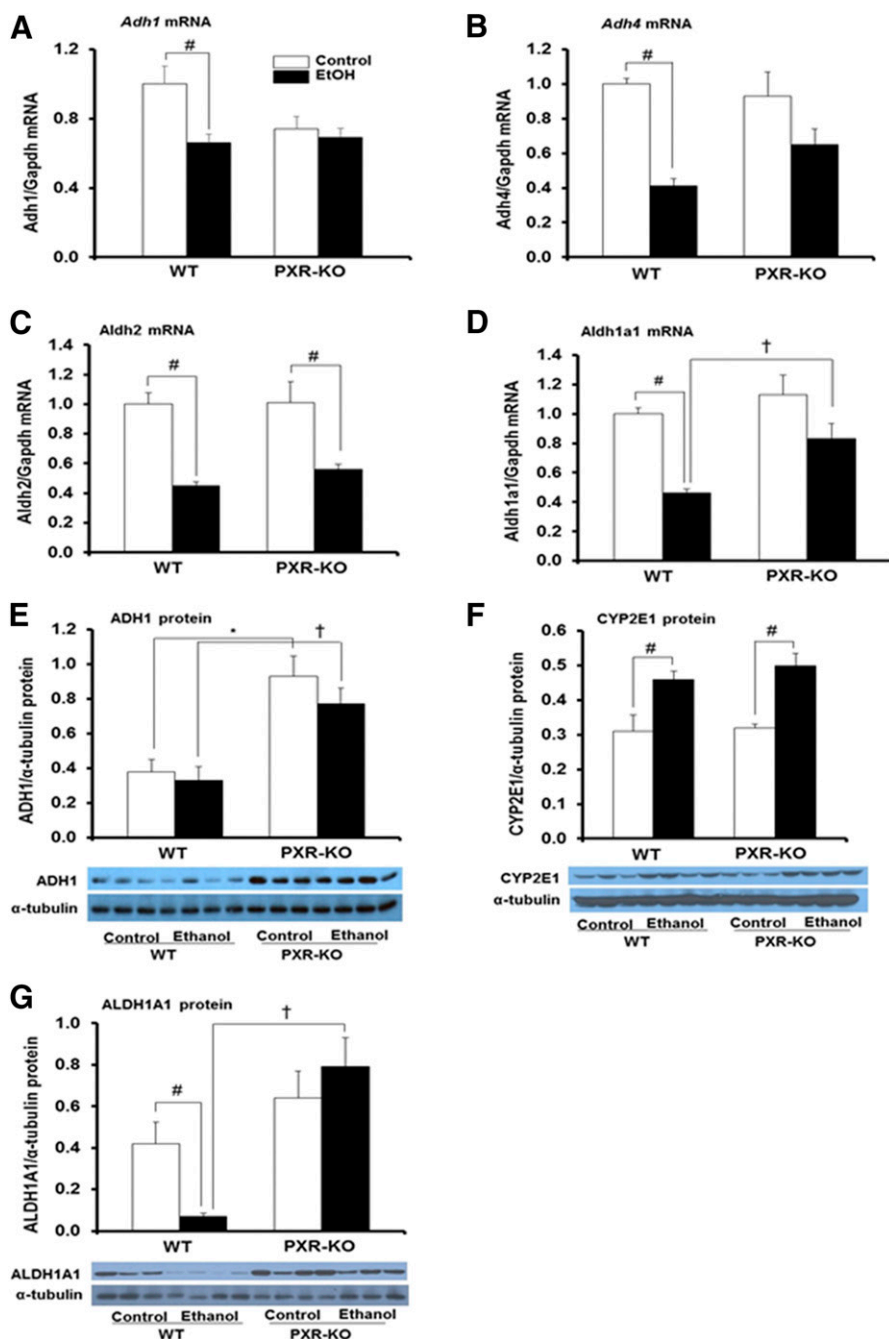 A
Adh1 mRNA
#
Control
EtOH
1.2
0.8
0.4
0.0
Adh1/Gapdh mRNA
WT
PXR-KO
B
Adh4 mRNA
#
1.2
1.0
0.8
0.6
0.4
0.2
0.0
Adh4/Gapdh mRNA
WT
PXR-KO
C
Aldh2 mRNA
#
#
1.4
1.2
1.0
0.8
0.6
0.4
0.2
0.0
Aldh2/Gapdh mRNA
WT
PXR-KO
D
Aldh1a1 mRNA
†
#
1.4
1.2
1.0
0.8
0.6
0.4
0.2
0.0
Aldh1a1/Gapdh mRNA
WT
PXR-KO
E
ADH1 protein
*
†
1.2
1.0
0.8
0.6
0.4
0.2
0.0
ADH1/α-tubulin protein
WT
PXR-KO
ADH1
α-tubulin
Control Ethanol Control Ethanol
WT PXR-KO
F
CYP2E1 protein
#
#
0.6
0.5
0.4
0.3
0.2
0.1
0.0
CYP2E1/α-tubulin protein
WT
PXR-KO
CYP2E1
α-tubulin
Control Ethanol Control Ethanol
WT PXR-KO
G
ALDH1A1 protein
†
#
1.0
0.8
0.6
0.4
0.2
0.0
ALDH1A1/α-tubulin protein
WT
PXR-KO
ALDH1A1
α-tubulin
Control Ethanol Control Ethanol
WT PXR-KO